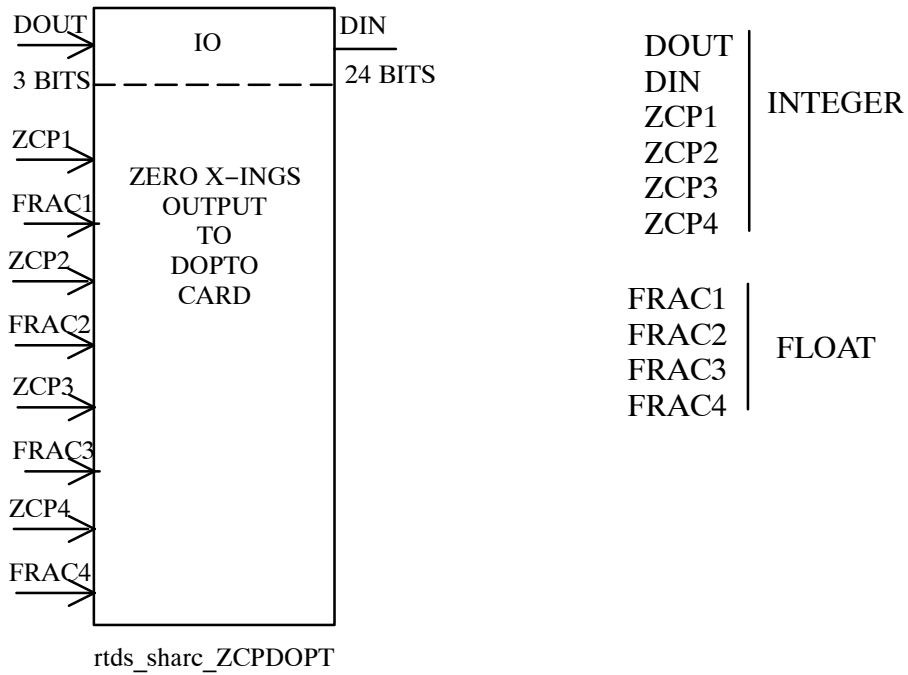 DOUT
3 BITS
ZCP1
FRAC1
ZCP2
FRAC2
ZCP3
FRAC3
ZCP4
FRAC4
IO
ZERO X−INGS
OUTPUT
TO
DOPTO
CARD
DIN
24 BITS
rtds_sharc_ZCPDOPT
DOUT
DIN
ZCP1
ZCP2
ZCP3
ZCP4
INTEGER
FRAC1
FRAC2
FRAC3
FRAC4
FLOAT